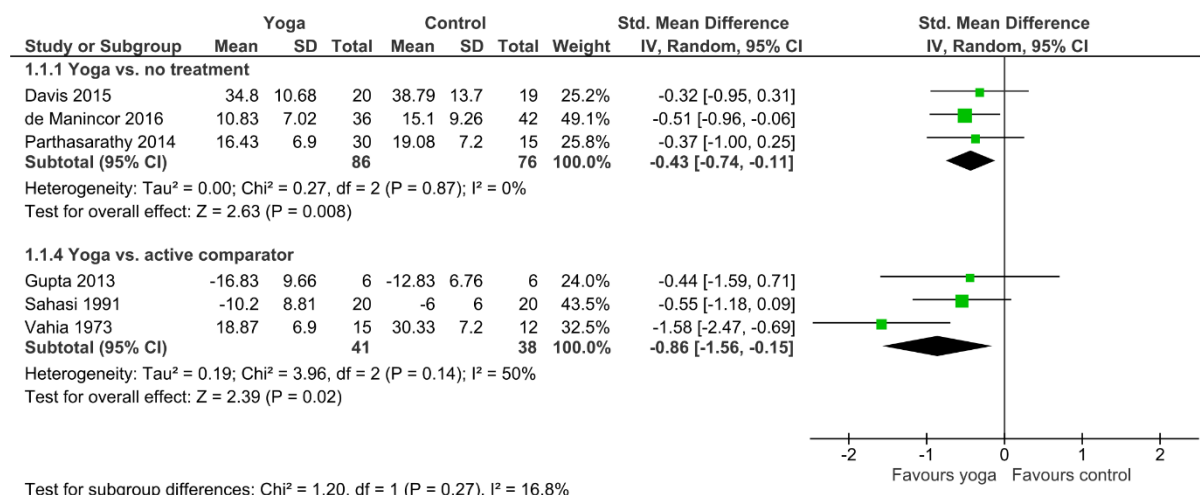 Yoga Control Std. Mean Difference Std. Mean Difference
Study or Subgroup Mean SD Total Mean SD Total Weight IV, Random, 95% CI IV, Random, 95% CI
1.1.1 Yoga vs. no treatment
Davis 2015 34.8 10.68 20 38.79 13.7 19 25.2% -0.32 [-0.95, 0.31]
de Manincor 2016 10.83 7.02 36 15.1 9.26 42 49.1% -0.51 [-0.96, -0.06]
Parthasarathy 2014 16.43 6.9 30 19.08 7.2 15 25.8% -0.37 [-1.00, 0.25]
Subtotal (95% CI) 86 76 100.0% -0.43 [-0.74, -0.11]
Heterogeneity: Tau² = 0.00; Chi² = 0.27, df = 2 (P = 0.87); I² = 0%
Test for overall effect: Z = 2.63 (P = 0.008)
1.1.4 Yoga vs. active comparator
Gupta 2013 -16.83 9.66 6 -12.83 6.76 6 24.0% -0.44 [-1.59, 0.71]
Sahasi 1991 -10.2 8.81 20 -6 6 20 43.5% -0.55 [-1.18, 0.09]
Vahia 1973 18.87 6.9 15 30.33 7.2 12 32.5% -1.58 [-2.47, -0.69]
Subtotal (95% CI) 41 38 100.0% -0.86 [-1.56, -0.15]
Heterogeneity: Tau² = 0.19; Chi² = 3.96, df = 2 (P = 0.14); I² = 50%
Test for overall effect: Z = 2.39 (P = 0.02)
-2 -1 0 1 2
Favours yoga Favours control
Test for subgroup differences: Chi² = 1.20, df = 1 (P = 0.27), I² = 16.8%